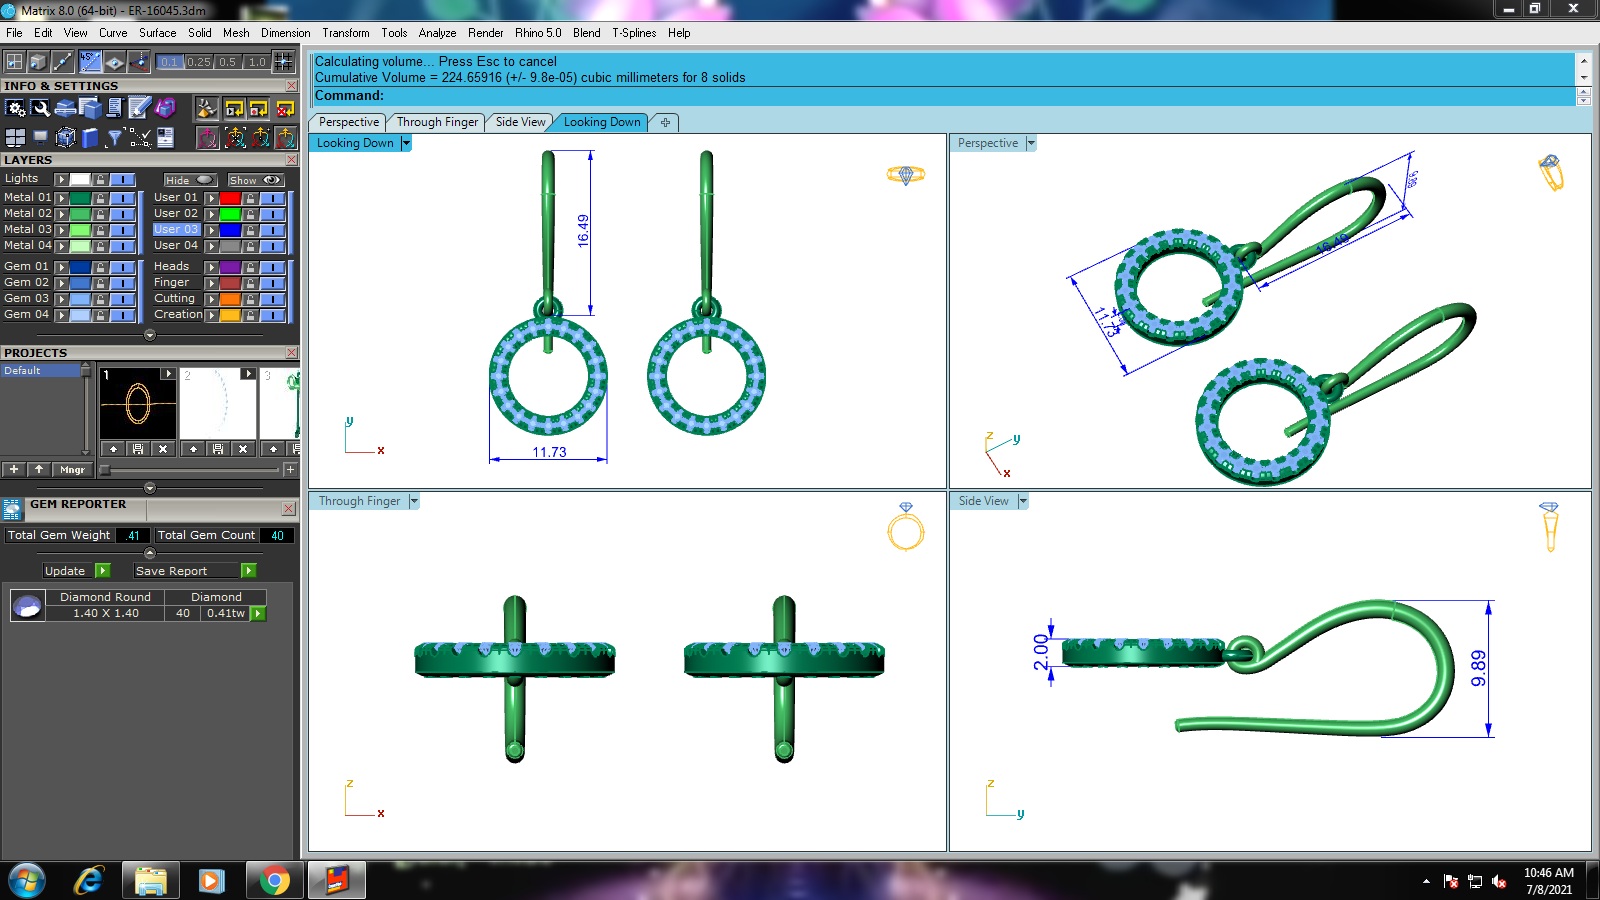 Matrix 8.0 (64-bit) - ER-16045.3dm
File Edit View Curve Surface Solid Mesh Dimension Transform Tools Analyze Render Rhino 5.0 Blend T-Splines Help
45°
0.1 0.25 0.5 1.0
INFO & SETTINGS
Calculating volume... Press Esc to cancel
Cumulative Volume = 224.65916 (+/- 9.8e-05) cubic millimeters for 8 solids
Command:
Perspective Through Finger Side View Looking Down
LAYERS
Lights Hide Show
Metal 01 User 01
Metal 02 User 02
Metal 03 User 03
Metal 04 User 04
Gem 01 Heads
Gem 02 Finger
Gem 03 Cutting
Gem 04 Creation
PROJECTS
Default
1 2 3
Mngr
GEM REPORTER
Total Gem Weight .41 Total Gem Count 40
Update Save Report
Diamond Round Diamond
1.40 X 1.40 40 0.41tw
Looking Down
16.49
11.73
y
x
Perspective
9.89
16.49
11.73
z
y
x
Through Finger
z
x
Side View
2.00
9.89
z
y
10:46 AM
7/8/2021